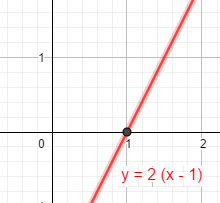 1
0
1
2
y = 2 (x - 1)